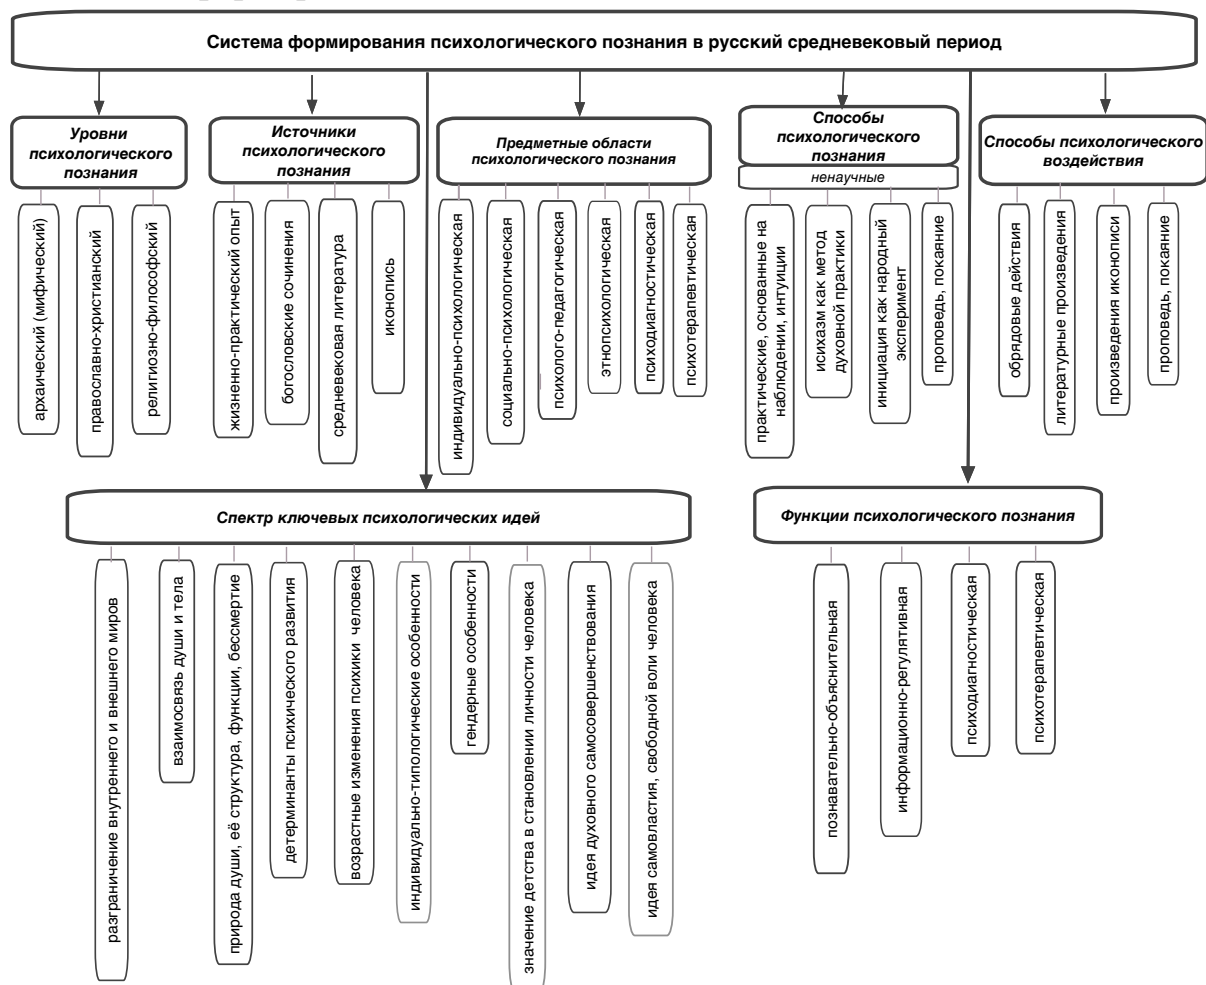 Система формирования психологического познания в русский средневековый период
Уровни
психологического
познания
архаический (мифический)
православно-христианский
религиозно-философский
Источники
психологического
познания
жизненно-практический опыт
богословские сочинения
средневековая литература
иконопись
Предметные области
психологического познания
индивидуально-психологическая
социально-психологическая
психолого-педагогическая
этнопсихологическая
психодиагностическая
психотерапевтическая
Способы
психологического
познания
ненаучные
практические, основанные на
наблюдении, интуиции
исихазм как метод
духовной практики
инициация как народный
эксперимент
проповедь, покаяние
Способы психологического
воздействия
обрядовые действия
литературные произведения
произведения иконописи
проповедь, покаяние
Спектр ключевых психологических идей
разграничение внутреннего и внешнего миров
взаимосвязь души и тела
природа души, её структура, функции, бессмертие
детерминанты психического развития
возрастные изменения психики человека
индивидуально-типологические особенности
гендерные особенности
значение детства в становлении личности человека
идея духовного самосовершенствования
идея самовластия, свободной воли человека
Функции психологического познания
познавательно-объяснительная
информационно-регулятивная
психодиагностическая
психотерапевтическая